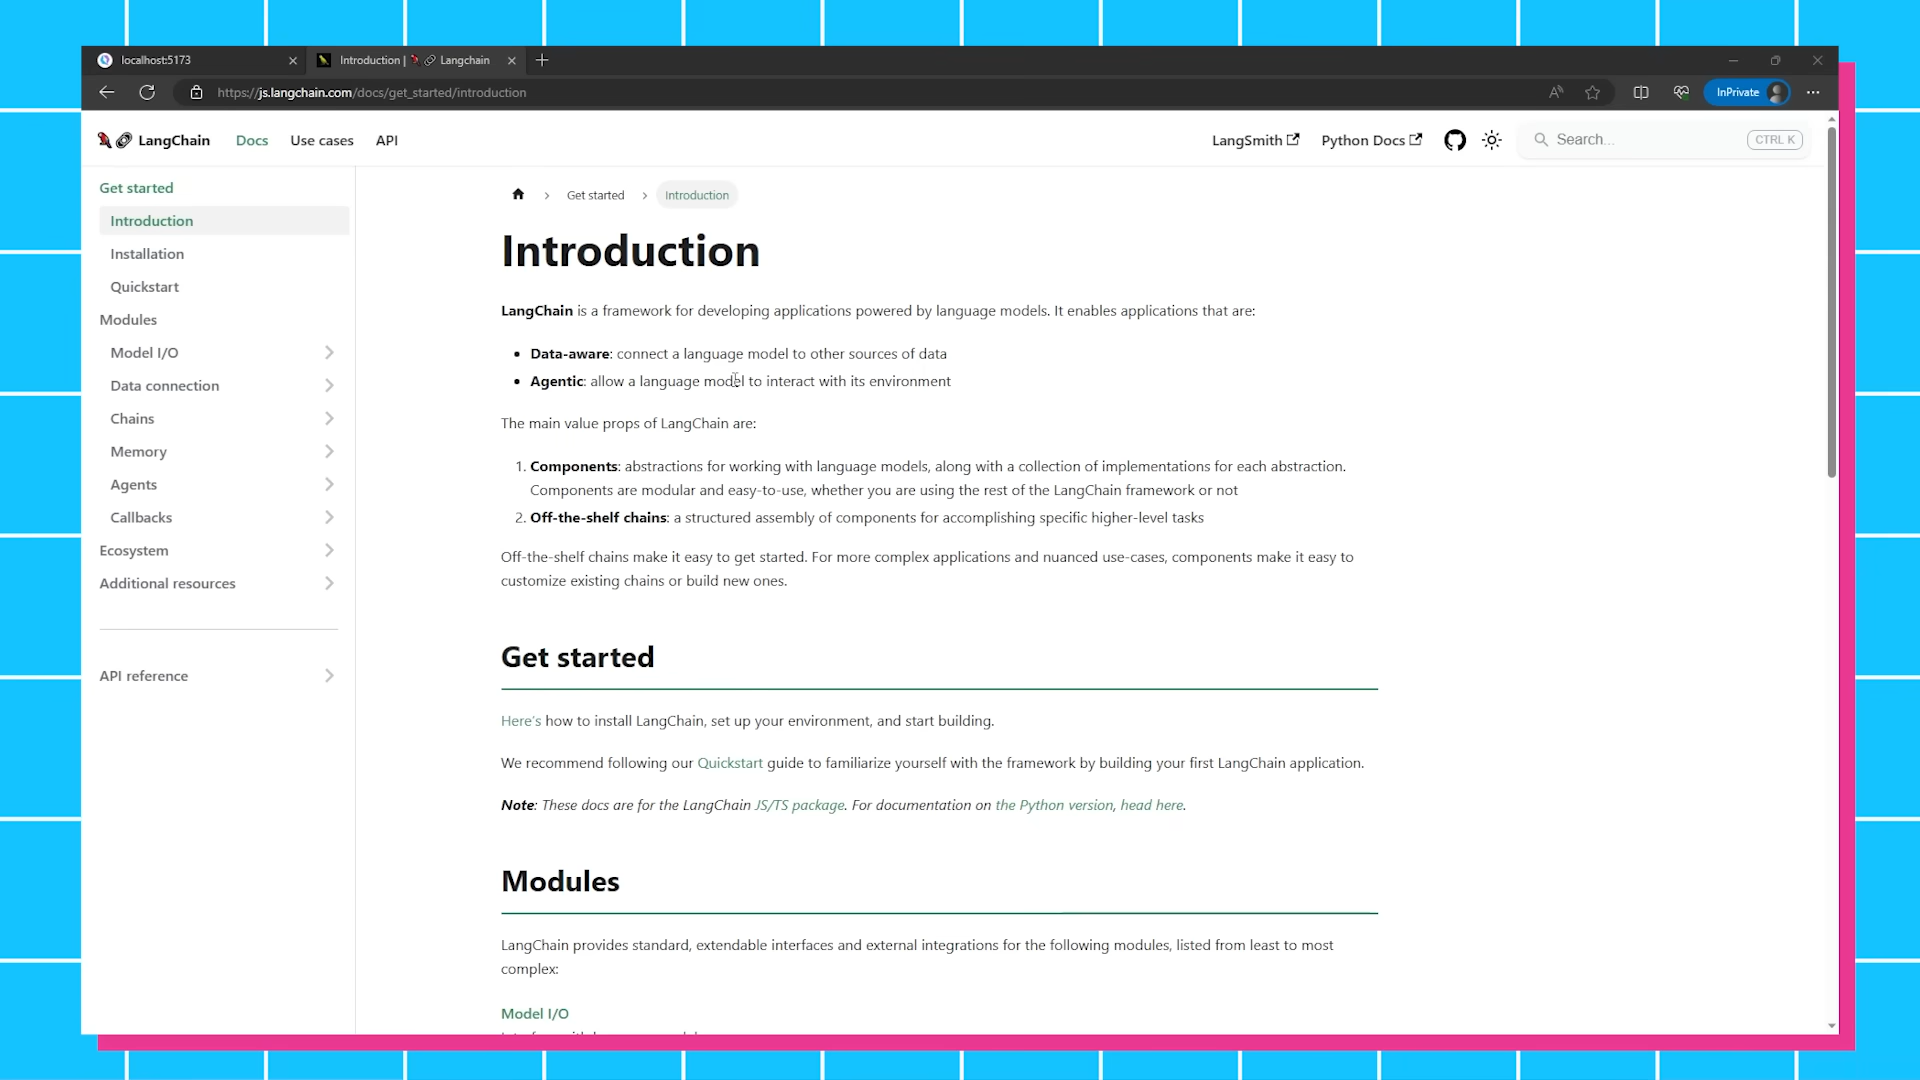 localhost:5173
Introduction | Langchain
https://js.langchain.com/docs/get_started/introduction
InPrivate
LangChain Docs Use cases API
LangSmith Python Docs Search... CTRL K
Get started
Introduction
Installation
Quickstart
Modules
Model I/O
Data connection
Chains
Memory
Agents
Callbacks
Ecosystem
Additional resources
API reference
Get started Introduction
Introduction
LangChain is a framework for developing applications powered by language models. It enables applications that are:
Data-aware: connect a language model to other sources of data
Agentic: allow a language model to interact with its environment
The main value props of LangChain are:
1. Components: abstractions for working with language models, along with a collection of implementations for each abstraction.
Components are modular and easy-to-use, whether you are using the rest of the LangChain framework or not
2. Off-the-shelf chains: a structured assembly of components for accomplishing specific higher-level tasks
Off-the-shelf chains make it easy to get started. For more complex applications and nuanced use-cases, components make it easy to
customize existing chains or build new ones.
Get started
Here's how to install LangChain, set up your environment, and start building.
We recommend following our Quickstart guide to familiarize yourself with the framework by building your first LangChain application.
Note: These docs are for the LangChain JS/TS package. For documentation on the Python version, head here.
Modules
LangChain provides standard, extendable interfaces and external integrations for the following modules, listed from least to most
complex:
Model I/O